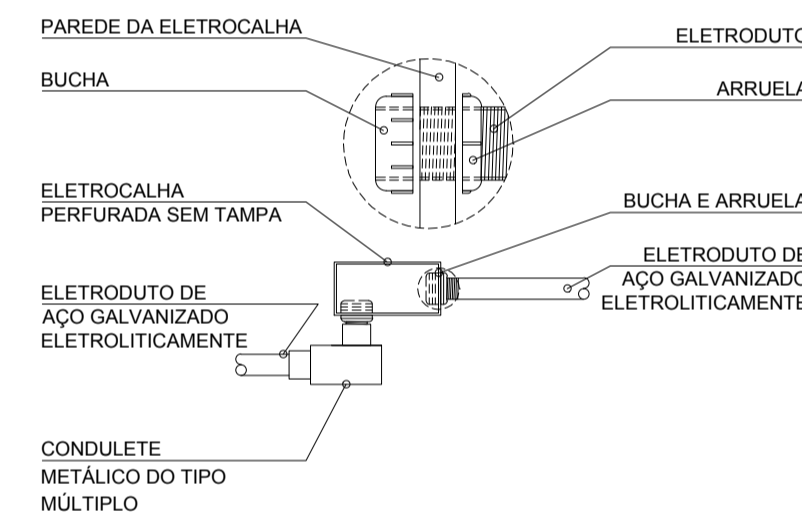 PAREDE DA ELETROCALHA
BUCHA
ELETROCALHA
PERFURADA SEM TAMPA
ELETRODUTO DE
AÇO GALVANIZADO
ELETROLITICAMENTE
CONDULETE
METÁLICO DO TIPO
MÚLTIPLO
ELETRODUTO
ARRUELA
BUCHA E ARRUELA
ELETRODUTO DE
AÇO GALVANIZADO
ELETROLITICAMENTE